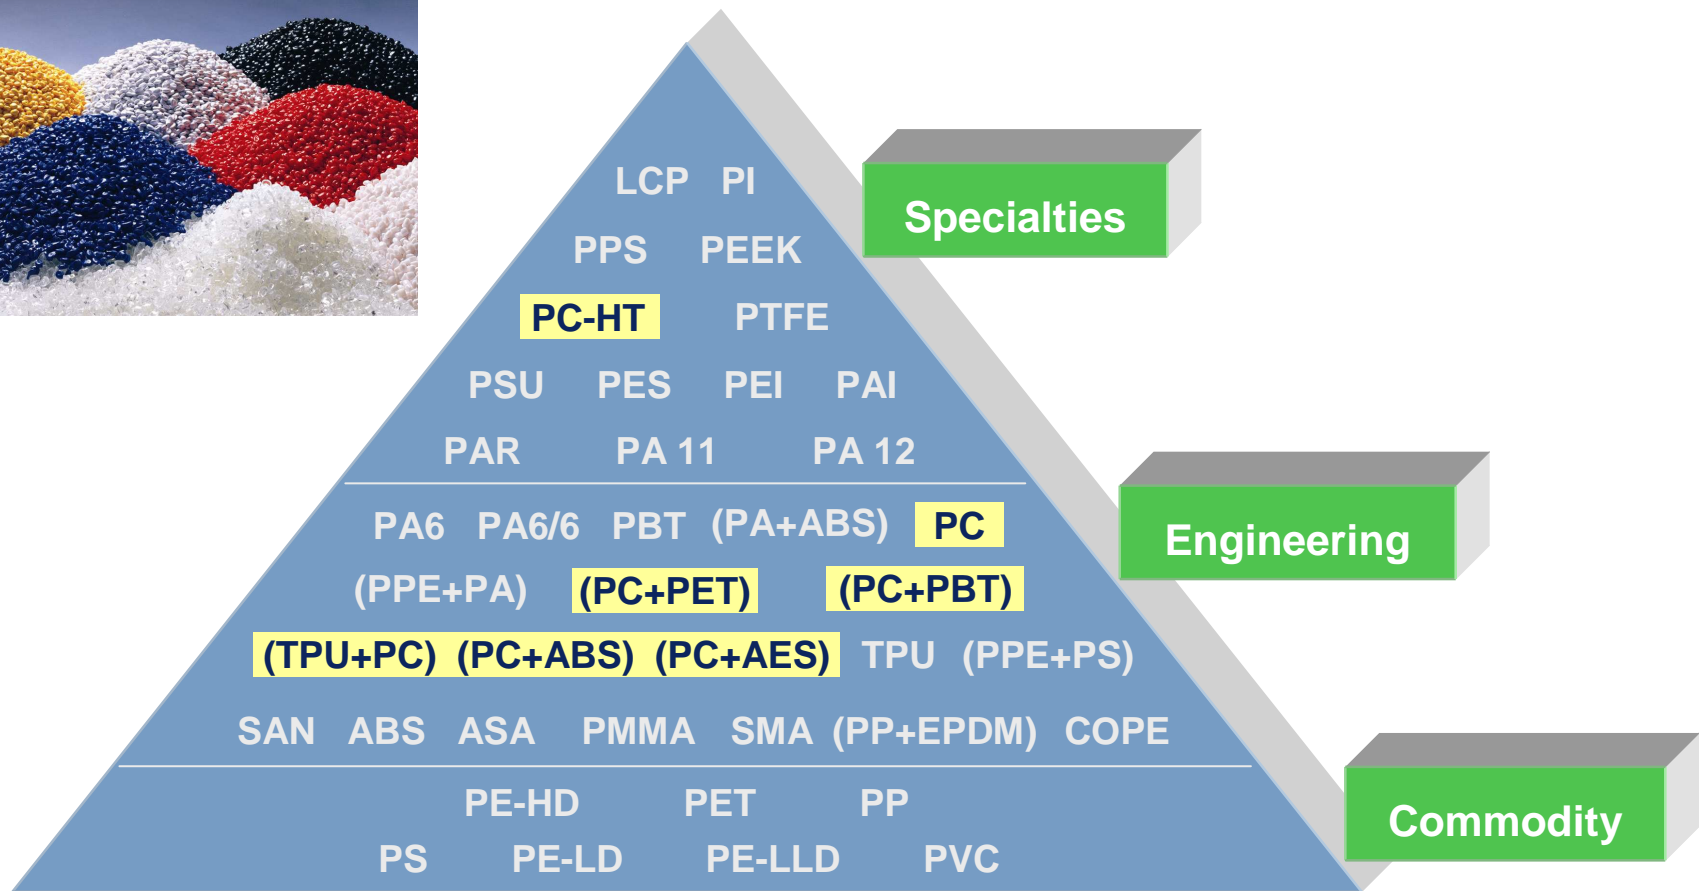 LCP PI
Specialties
PPS PEEK
PC-HT PTFE
PSU PES PEI PAI
PAR PA 11 PA 12
PA6 PA6/6 PBT (PA+ABS) PC
Engineering
(PPE+PA) (PC+PET) (PC+PBT)
(TPU+PC) (PC+ABS) (PC+AES) TPU (PPE+PS)
SAN ABS ASA PMMA SMA (PP+EPDM) COPE
PE-HD PET PP
Commodity
PS PE-LD PE-LLD PVC